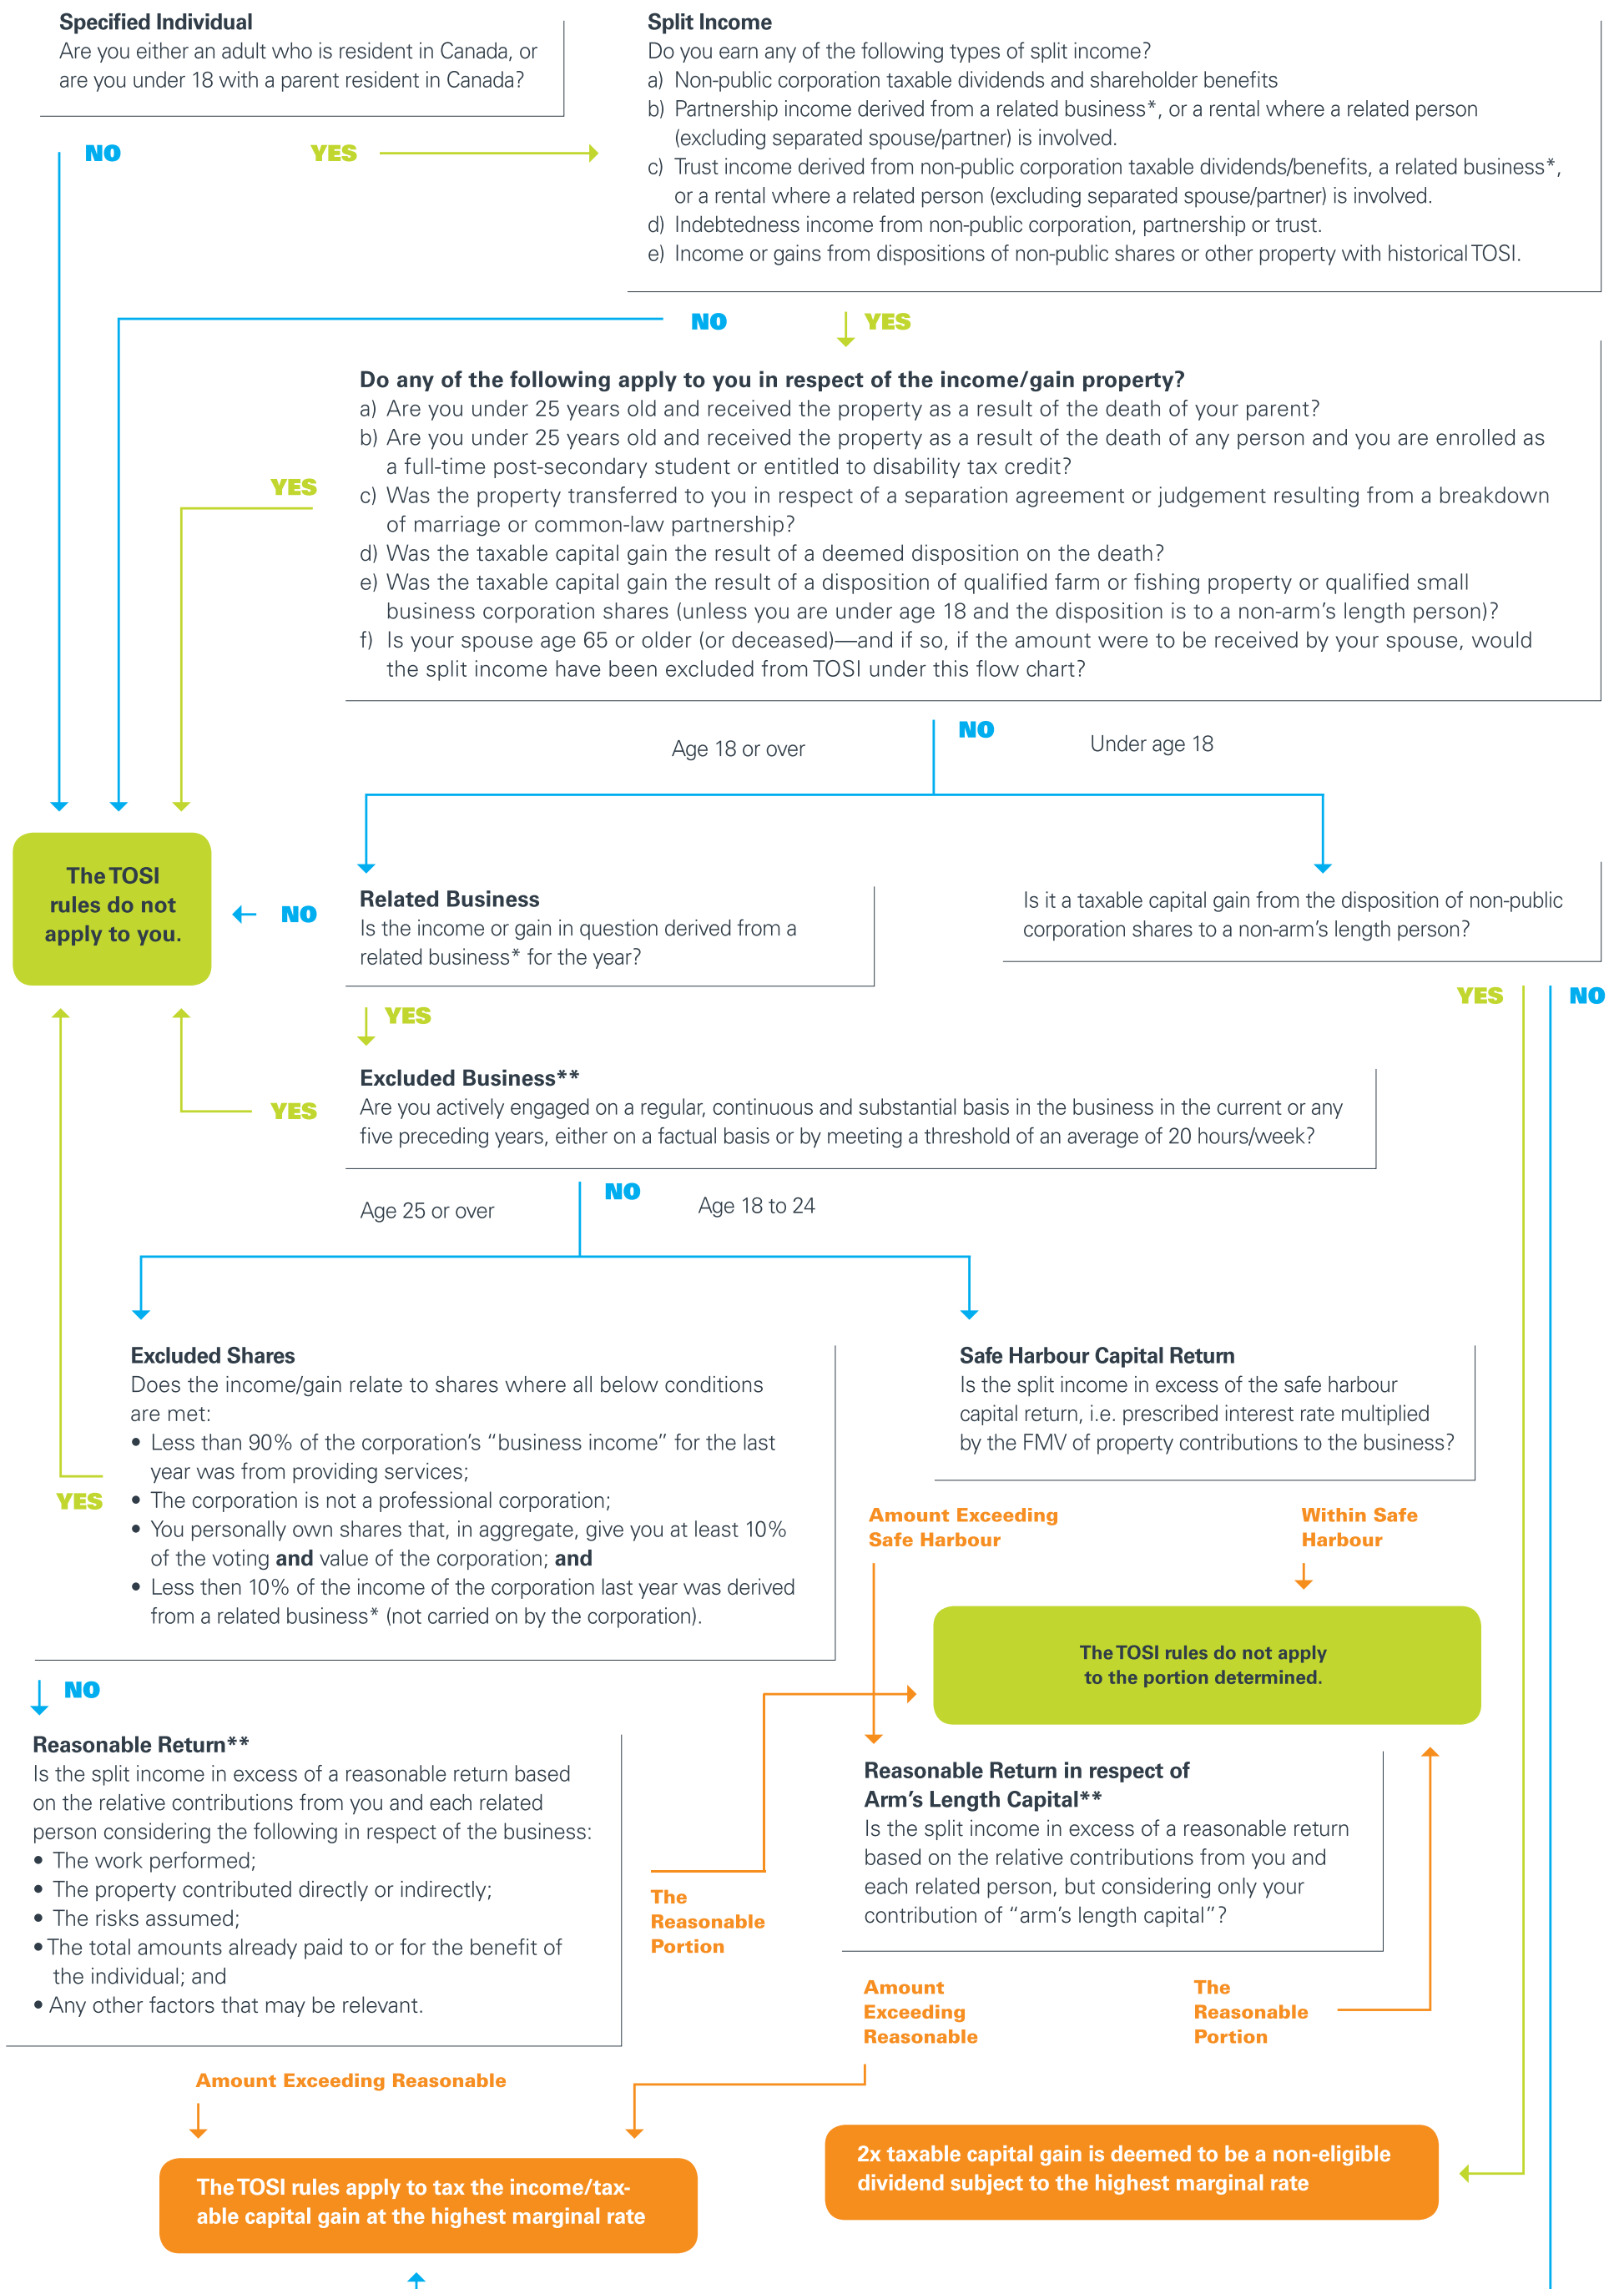 Specified Individual
Are you either an adult who is resident in Canada, or
are you under 18 with a parent resident in Canada?
NO
YES
Split Income
Do you earn any of the following types of split income?
a) Non-public corporation taxable dividends and shareholder benefits
b) Partnership income derived from a related business*, or a rental where a related person
(excluding separated spouse/partner) is involved.
c) Trust income derived from non-public corporation taxable dividends/benefits, a related business*,
or a rental where a related person (excluding separated spouse/partner) is involved.
d) Indebtedness income from non-public corporation, partnership or trust.
e) Income or gains from dispositions of non-public shares or other property with historical TOSI.
NO
YES
Do any of the following apply to you in respect of the income/gain property?
a) Are you under 25 years old and received the property as a result of the death of your parent?
b) Are you under 25 years old and received the property as a result of the death of any person and you are enrolled as
a full-time post-secondary student or entitled to disability tax credit?
c) Was the property transferred to you in respect of a separation agreement or judgement resulting from a breakdown
of marriage or common-law partnership?
d) Was the taxable capital gain the result of a deemed disposition on the death?
e) Was the taxable capital gain the result of a disposition of qualified farm or fishing property or qualified small
business corporation shares (unless you are under age 18 and the disposition is to a non-arm's length person)?
f) Is your spouse age 65 or older (or deceased)—and if so, if the amount were to be received by your spouse, would
the split income have been excluded from TOSI under this flow chart?
YES
NO
Age 18 or over
Under age 18
The TOSI
rules do not
apply to you.
NO
Related Business
Is the income or gain in question derived from a
related business* for the year?
Is it a taxable capital gain from the disposition of non-public
corporation shares to a non-arm's length person?
YES
NO
YES
Excluded Business**
Are you actively engaged on a regular, continuous and substantial basis in the business in the current or any
five preceding years, either on a factual basis or by meeting a threshold of an average of 20 hours/week?
YES
NO
Age 25 or over
Age 18 to 24
Excluded Shares
Does the income/gain relate to shares where all below conditions
are met:
• Less than 90% of the corporation's “business income” for the last
year was from providing services;
• The corporation is not a professional corporation;
• You personally own shares that, in aggregate, give you at least 10%
of the voting and value of the corporation; and
• Less then 10% of the income of the corporation last year was derived
from a related business* (not carried on by the corporation).
YES
NO
Safe Harbour Capital Return
Is the split income in excess of the safe harbour
capital return, i.e. prescribed interest rate multiplied
by the FMV of property contributions to the business?
Amount Exceeding
Safe Harbour
Within Safe
Harbour
The TOSI rules do not apply
to the portion determined.
Reasonable Return**
Is the split income in excess of a reasonable return based
on the relative contributions from you and each related
person considering the following in respect of the business:
• The work performed;
• The property contributed directly or indirectly;
• The risks assumed;
• The total amounts already paid to or for the benefit of
the individual; and
• Any other factors that may be relevant.
The
Reasonable
Portion
Reasonable Return in respect of
Arm's Length Capital**
Is the split income in excess of a reasonable return
based on the relative contributions from you and
each related person, but considering only your
contribution of “arm's length capital”?
Amount
Exceeding
Reasonable
The
Reasonable
Portion
Amount Exceeding Reasonable
The TOSI rules apply to tax the income/tax-
able capital gain at the highest marginal rate
2x taxable capital gain is deemed to be a non-eligible
dividend subject to the highest marginal rate